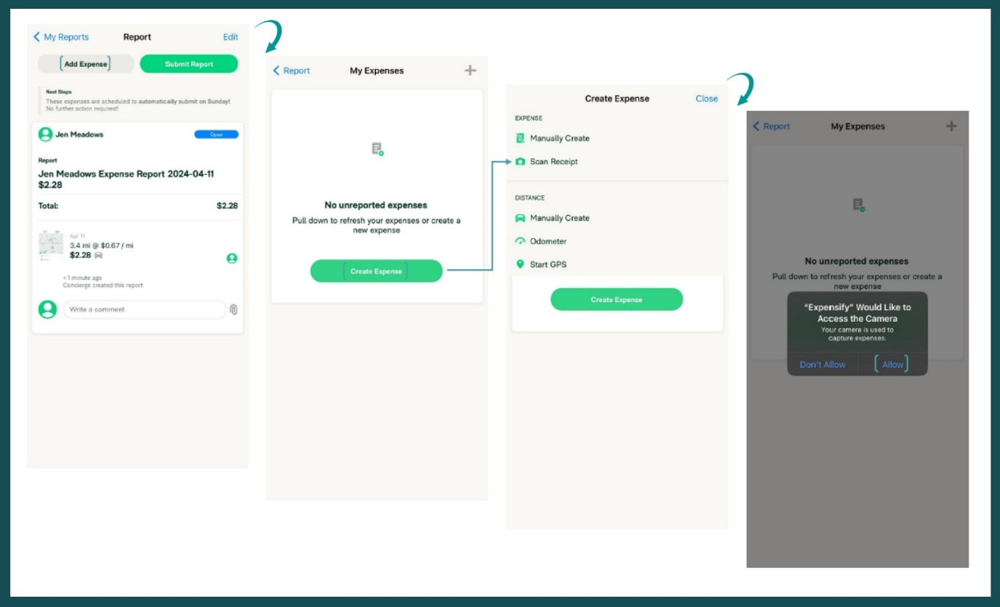 My Reports
Report
Edit
Add Expense
Submit Report
Next Steps
These expenses are scheduled to automatically submit on Sunday!
No further action required!
Jen Meadows
Open
Report
Jen Meadows Expense Report 2024-04-11
$2.28
Total:
$2.28
Apr 11
3.4 mi @ $0.67 / mi
$2.28
< 1 minute ago
Concierge created this report
Write a comment
Report
My Expenses
+
No unreported expenses
Pull down to refresh your expenses or create a
new expense
Create Expense
Create Expense
Close
EXPENSE
Manually Create
Scan Receipt
DISTANCE
Manually Create
Odometer
Start GPS
Create Expense
Report
My Expenses
+
No unreported expenses
Pull down to refresh your expenses or create a
new expense
"Expensify" Would Like to
Access the Camera
Your camera is used to
capture expenses.
Don't Allow
Allow